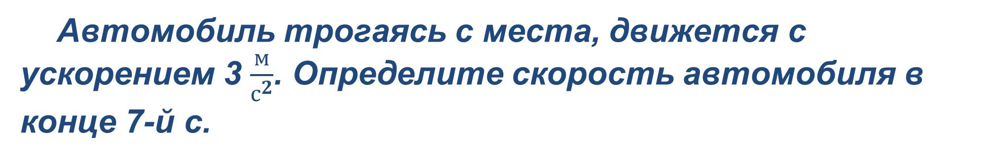 Автомобиль трогаясь с места, движется с
ускорением 3 м/с². Определите скорость автомобиля в
конце 7-й с.